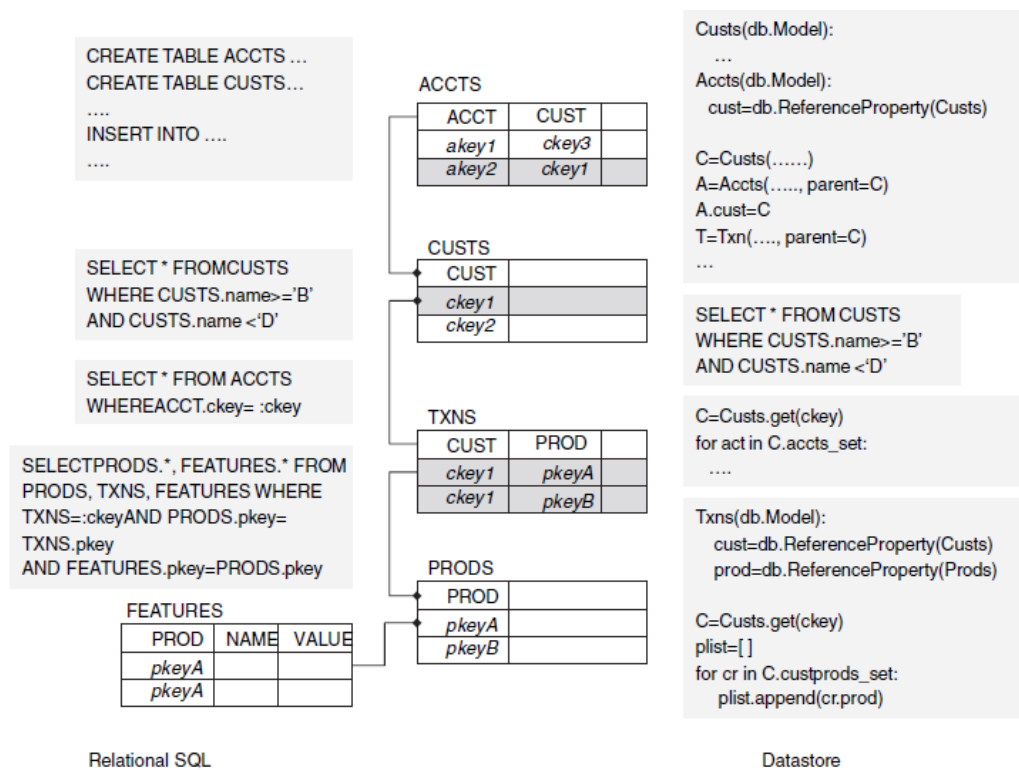 CREATE TABLE ACCTS …
CREATE TABLE CUSTS…
….
INSERT INTO ….
….
SELECT * FROMCUSTS
WHERE CUSTS.name>=’B’
AND CUSTS.name <‘D’
SELECT * FROM ACCTS
WHEREACCT.ckey= :ckey
SELECTPRODS.*, FEATURES.* FROM
PRODS, TXNS, FEATURES WHERE
TXNS=:ckeyAND PRODS.pkey=
TXNS.pkey
AND FEATURES.pkey=PRODS.pkey
FEATURES
PROD NAME VALUE
pkeyA
pkeyA
Relational SQL
ACCTS
ACCT CUST
akey1 ckey3
akey2 ckey1
CUSTS
CUST
ckey1
ckey2
TXNS
CUST PROD
ckey1 pkeyA
ckey1 pkeyB
PRODS
PROD
pkeyA
pkeyB
Custs(db.Model):
…
Accts(db.Model):
cust=db.ReferenceProperty(Custs)
C=Custs(……)
A=Accts(….., parent=C)
A.cust=C
T=Txn(…., parent=C)
…
SELECT * FROM CUSTS
WHERE CUSTS.name>=’B’
AND CUSTS.name <‘D’
C=Custs.get(ckey)
for act in C.accts_set:
….
Txns(db.Model):
cust=db.ReferenceProperty(Custs)
prod=db.ReferenceProperty(Prods)
C=Custs.get(ckey)
plist=[ ]
for cr in C.custprods_set:
plist.append(cr.prod)
Datastore